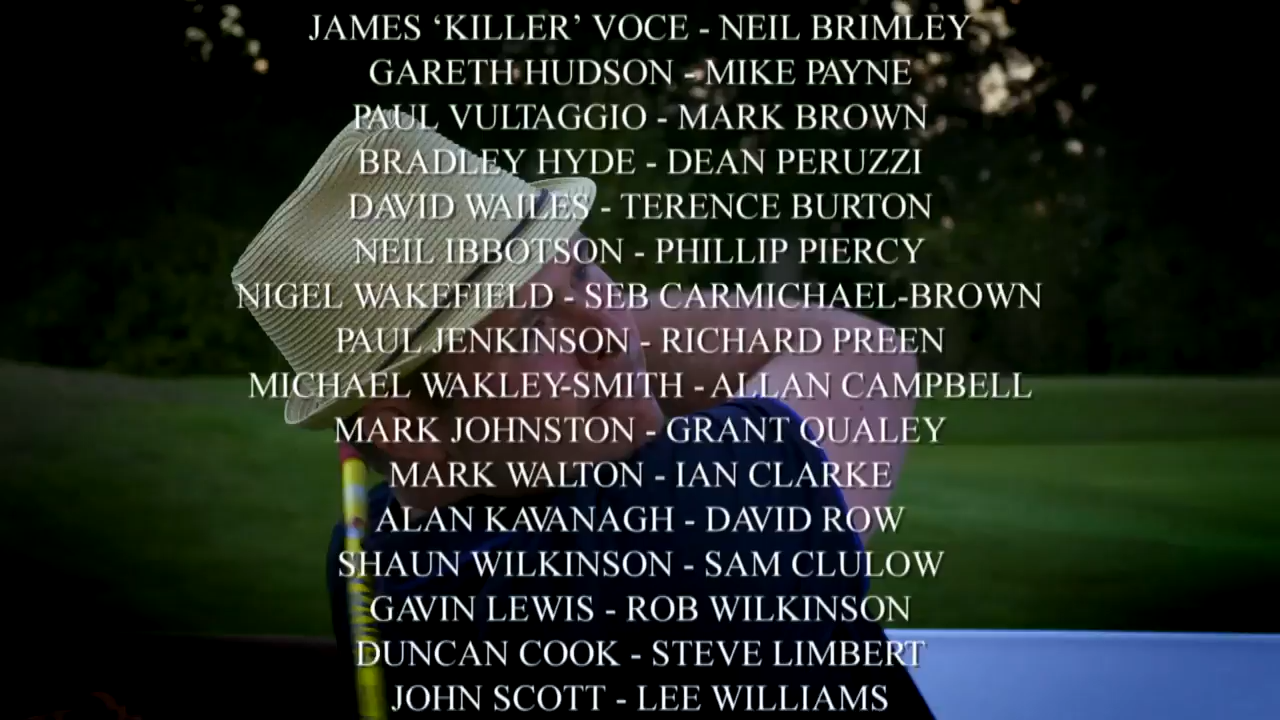 JAMES ‘KILLER’ VOCE - NEIL BRIMLEY
GARETH HUDSON - MIKE PAYNE
PAUL VULTAGGIO - MARK BROWN
BRADLEY HYDE - DEAN PERUZZI
DAVID WAILES - TERENCE BURTON
NEIL IBBOTSON - PHILLIP PIERCY
NIGEL WAKEFIELD - SEB CARMICHAEL-BROWN
PAUL JENKINSON - RICHARD PREEN
MICHAEL WAKLEY-SMITH - ALLAN CAMPBELL
MARK JOHNSTON - GRANT QUALEY
MARK WALTON - IAN CLARKE
ALAN KAVANAGH - DAVID ROW
SHAUN WILKINSON - SAM CLULOW
GAVIN LEWIS - ROB WILKINSON
DUNCAN COOK - STEVE LIMBERT
JOHN SCOTT - LEE WILLIAMS